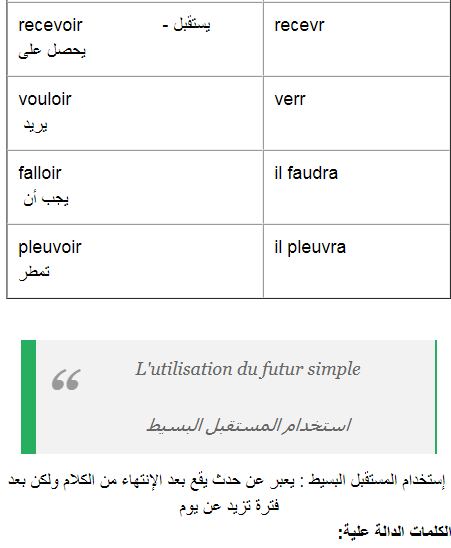 recevoir يستقبل - recevr
يحصل على
vouloir verr
يريد
falloir il faudra
يجب أن
pleuvoir il pleuvra
تمطر
“
L'utilisation du futur simple
استخدام المستقبل البسيط
إستخدام المستقبل البسيط : يعبر عن حدث يقع بعد الإنتهاء من الكلام ولكن بعد
فترة تزيد عن يوم
الكلمات الدالة علية: